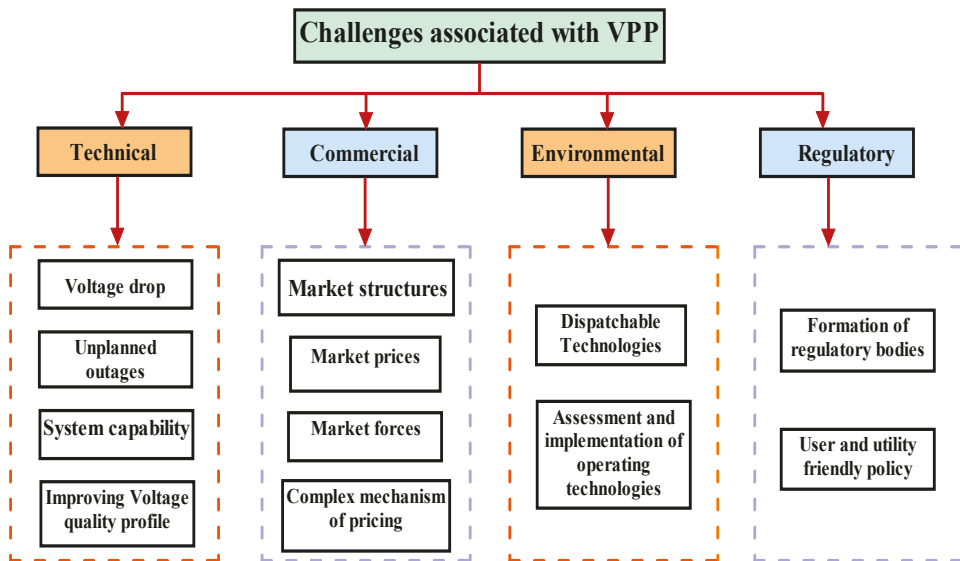 Challenges associated with VPP
Technical
Commercial
Environmental
Regulatory
Voltage drop
Unplanned
outages
System capability
Improving Voltage
quality profile
Market structures
Market prices
Market forces
Complex mechanism
of pricing
Dispatchable
Technologies
Assessment and
implementation of
operating
technologies
Formation of
regulatory bodies
User and utility
friendly policy